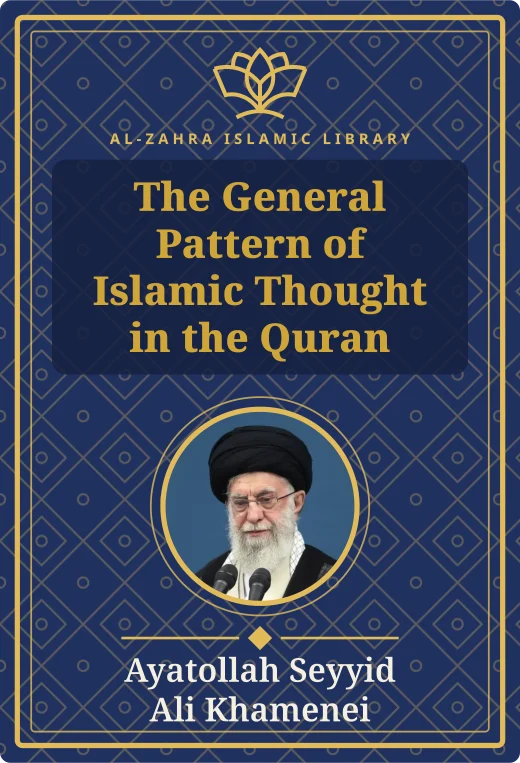 AL-ZAHRA ISLAMIC LIBRARY
The General
Pattern of
Islamic Thought
in the Quran
Ayatollah Seyyid
Ali Khamenei